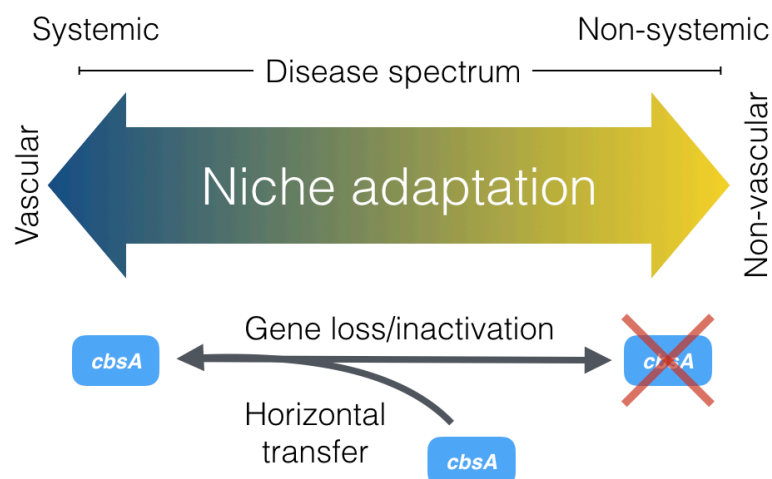 Systemic
Non-systemic
Disease spectrum
Vascular
Niche adaptation
Non-vascular
Gene loss/inactivation
cbsA
cbsA
Horizontal
transfer
cbsA